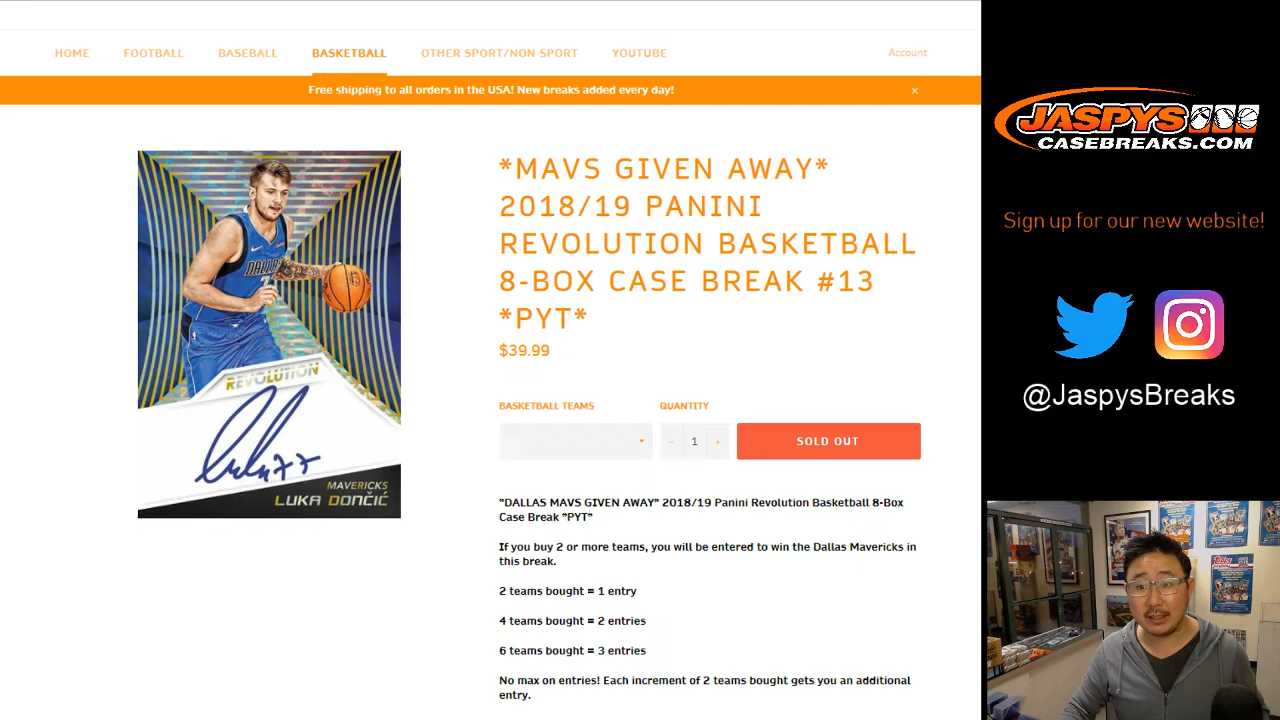 HOME FOOTBALL BASEBALL BASKETBALL OTHER SPORT/NON SPORT YOUTUBE Account
Free shipping to all orders in the USA! New breaks added every day! ×
JASPYS
CASEBREAKS.COM
Sign up for our new website!
@JaspysBreaks
DALLAS
REVOLUTION
MAVERICKS
LUKA DONČIĆ
*MAVS GIVEN AWAY*
2018/19 PANINI
REVOLUTION BASKETBALL
8-BOX CASE BREAK #13
*PYT*
$39.99
BASKETBALL TEAMS QUANTITY
− 1 + SOLD OUT
"DALLAS MAVS GIVEN AWAY" 2018/19 Panini Revolution Basketball 8-Box
Case Break "PYT"
If you buy 2 or more teams, you will be entered to win the Dallas Mavericks in
this break.
2 teams bought = 1 entry
4 teams bought = 2 entries
6 teams bought = 3 entries
No max on entries! Each increment of 2 teams bought gets you an additional
entry.